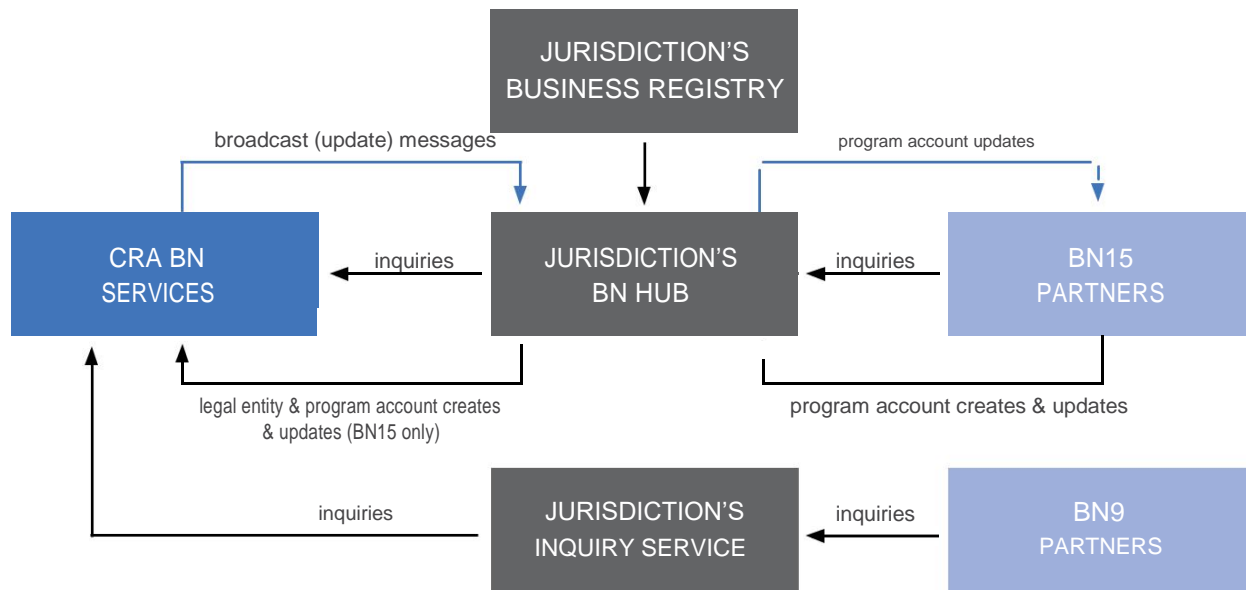 JURISDICTION’S
BUSINESS REGISTRY
broadcast (update) messages
program account updates
CRA BN
SERVICES
inquiries
JURISDICTION’S
BN HUB
inquiries
BN15
PARTNERS
legal entity & program account creates
& updates (BN15 only)
program account creates & updates
inquiries
JURISDICTION’S
INQUIRY SERVICE
inquiries
BN9
PARTNERS